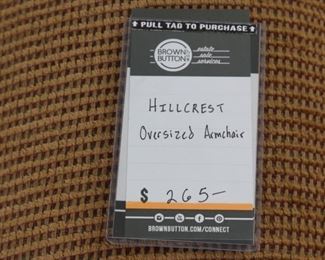 PULL TAG TO PURCHASE
BROWN
BUTTON
estate
sale
services
HILLCREST
Oversized Armchair
$ 265—
BROWNBUTTON.COM/CONNECT